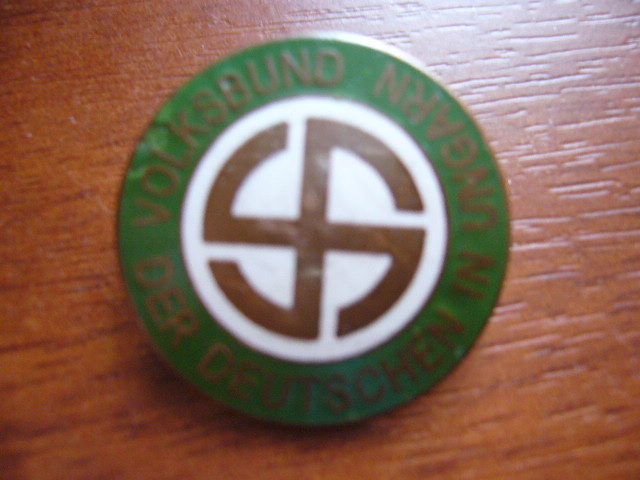 VOLKSBUND
DER DEUTSCHEN IN UNGARN